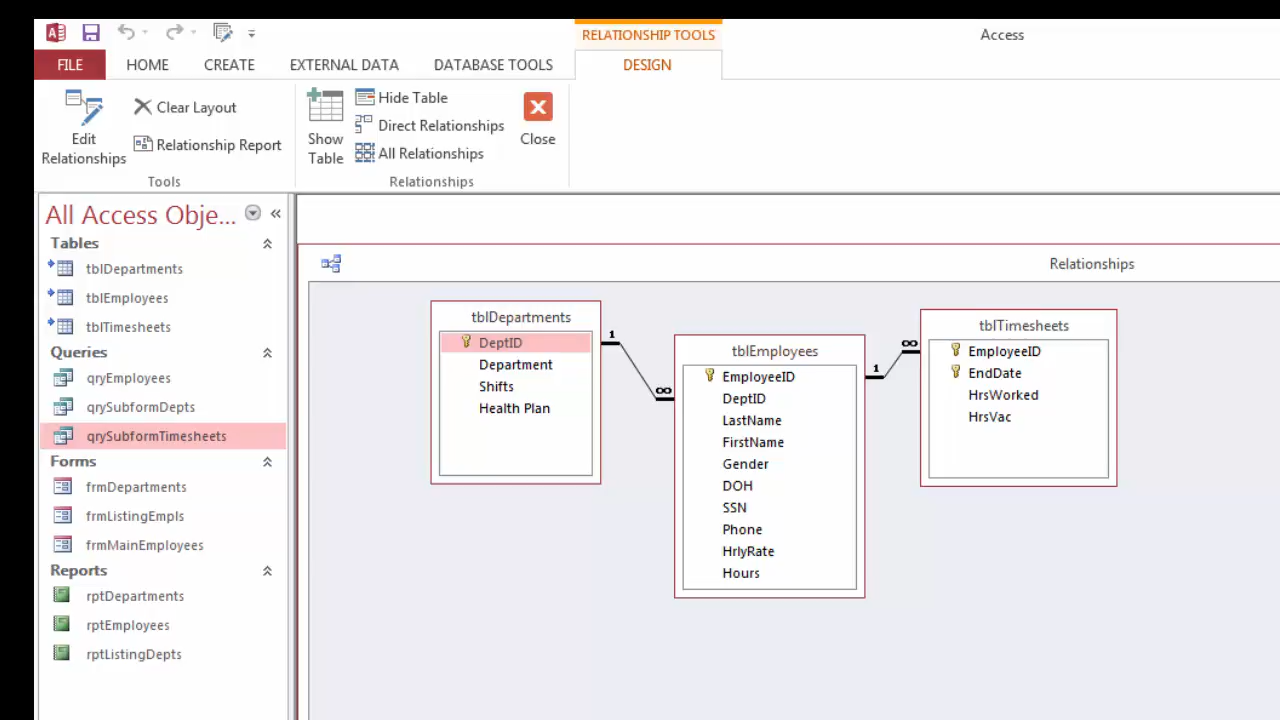 RELATIONSHIP TOOLS
Access
FILE
HOME
CREATE
EXTERNAL DATA
DATABASE TOOLS
DESIGN
Edit
Relationships
Clear Layout
Relationship Report
Tools
Show
Table
Hide Table
Direct Relationships
All Relationships
Close
Relationships
All Access Obje...
Tables
tblDepartments
tblEmployees
tblTimesheets
Queries
qryEmployees
qrySubformDepts
qrySubformTimesheets
Forms
frmDepartments
frmListingEmpls
frmMainEmployees
Reports
rptDepartments
rptEmployees
rptListingDepts
Relationships
tblDepartments
DeptID
Department
Shifts
Health Plan
1
∞
tblEmployees
EmployeeID
DeptID
LastName
FirstName
Gender
DOH
SSN
Phone
HrlyRate
Hours
1
∞
tblTimesheets
EmployeeID
EndDate
HrsWorked
HrsVac